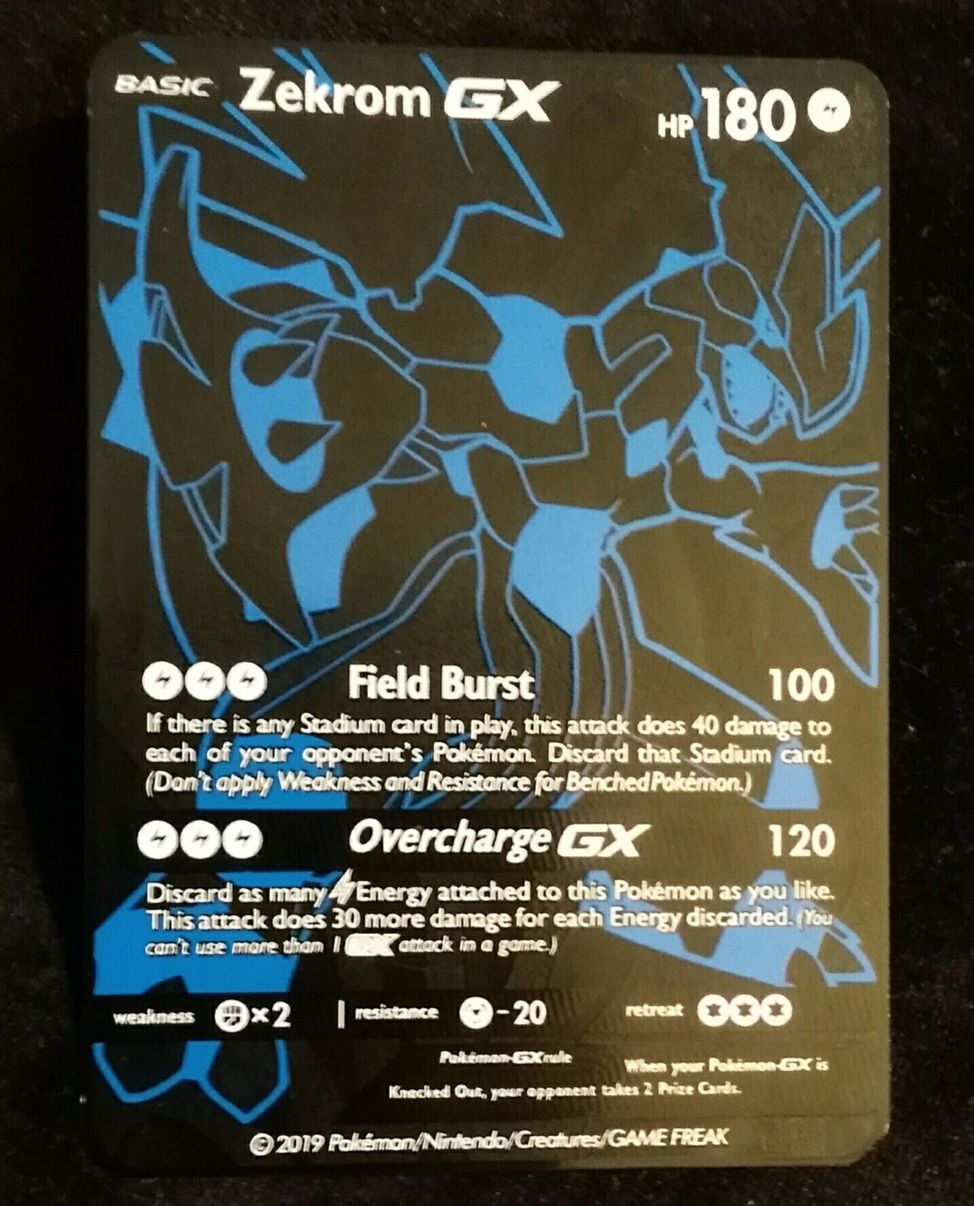 BASIC Zekrom GX HP 180
Field Burst 100
If there is any Stadium card in play, this attack does 40 damage to
each of your opponent's Pokémon. Discard that Stadium card.
(Don't apply Weakness and Resistance for Benched Pokémon.)
Overcharge GX 120
Discard as many Energy attached to this Pokémon as you like.
This attack does 30 more damage for each Energy discarded. (You
can't use more than 1 GX attack in a game.)
weakness ×2 resistance -20 retreat
Pokémon-GX rule When your Pokémon-GX is
Knocked Out, your opponent takes 2 Prize Cards.
© 2019 Pokémon/Nintendo/Creatures/GAME FREAK